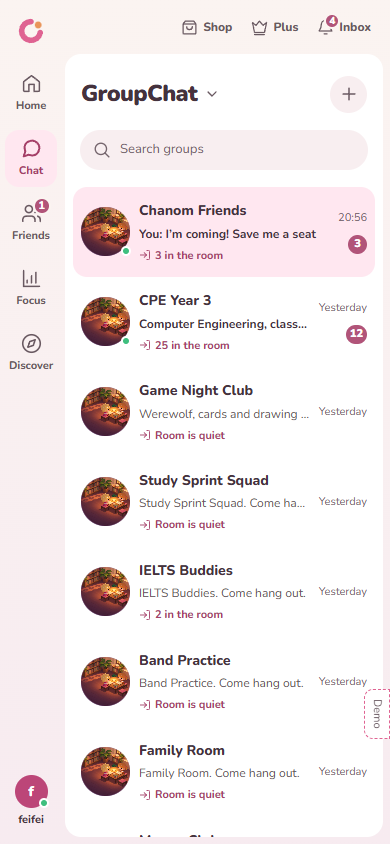 Shop
Plus
4
Inbox
Home
Chat
1
Friends
Focus
Discover
f
feifei
GroupChat
Search groups
Chanom Friends
20:56
You: I'm coming! Save me a seat
3
3 in the room
CPE Year 3
Yesterday
Computer Engineering, class...
12
25 in the room
Game Night Club
Werewolf, cards and drawing ...
Yesterday
Room is quiet
Study Sprint Squad
Study Sprint Squad. Come ha...
Yesterday
Room is quiet
IELTS Buddies
IELTS Buddies. Come hang out.
Yesterday
2 in the room
Band Practice
Band Practice. Come hang out.
Yesterday
Room is quiet
Demo
Family Room
Family Room. Come hang out.
Yesterday
Room is quiet